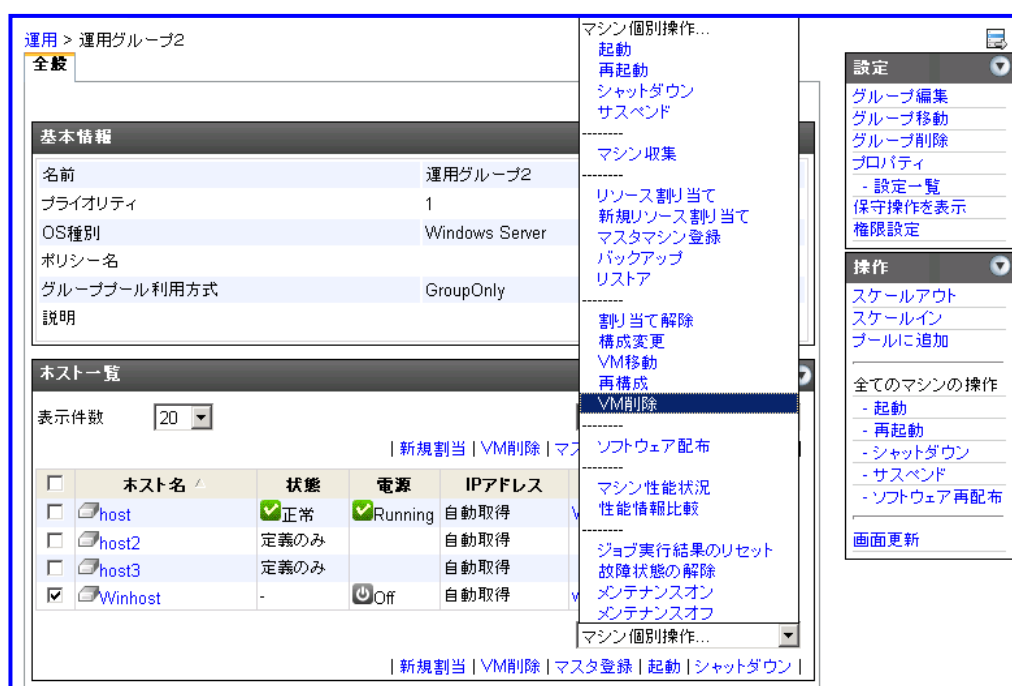 運用 > 運用グループ2
全般
基本情報
名前 運用グループ2
プライオリティ 1
OS種別 Windows Server
ポリシー名
グループプール利用方式 GroupOnly
説明
ホスト一覧
表示件数 20
| 新規割当 | VM削除 | マス
ホスト名 状態 電源 IPアドレス
host 正常 Running 自動取得
host2 定義のみ 自動取得
host3 定義のみ 自動取得
Winhost - Off 自動取得
マシン個別操作...
| 新規割当 | VM削除 | マスタ登録 | 起動 | シャットダウン |
マシン個別操作...
起動
再起動
シャットダウン
サスペンド
--------
マシン収集
--------
リソース割り当て
新規リソース割り当て
マスタマシン登録
バックアップ
リストア
--------
割り当て解除
構成変更
VM移動
再構成
VM削除
--------
ソフトウェア配布
--------
マシン性能状況
性能情報比較
--------
ジョブ実行結果のリセット
故障状態の解除
メンテナンスオン
メンテナンスオフ
設定
グループ編集
グループ移動
グループ削除
プロパティ
- 設定一覧
保守操作を表示
権限設定
操作
スケールアウト
スケールイン
プールに追加
全てのマシンの操作
- 起動
- 再起動
- シャットダウン
- サスペンド
- ソフトウェア再配布
画面更新